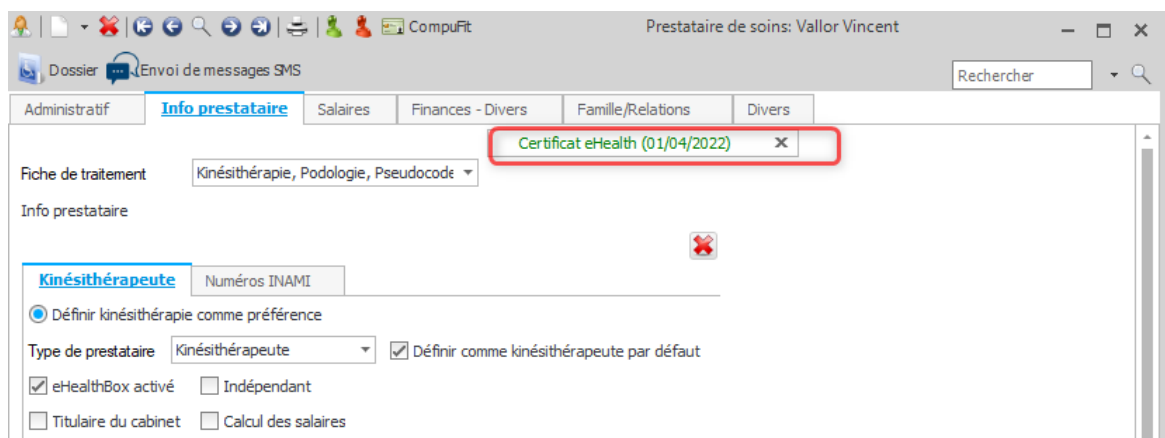 CompuFit Prestataire de soins: Vallor Vincent
Dossier Envoi de messages SMS Rechercher
Administratif Info prestataire Salaires Finances - Divers Famille/Relations Divers
Certificat eHealth (01/04/2022)
Fiche de traitement Kinésithérapie, Podologie, Pseudocode
Info prestataire
Kinésithérapeute Numéros INAMI
Définir kinésithérapie comme préférence
Type de prestataire Kinésithérapeute Définir comme kinésithérapeute par défaut
eHealthBox activé Indépendant
Titulaire du cabinet Calcul des salaires